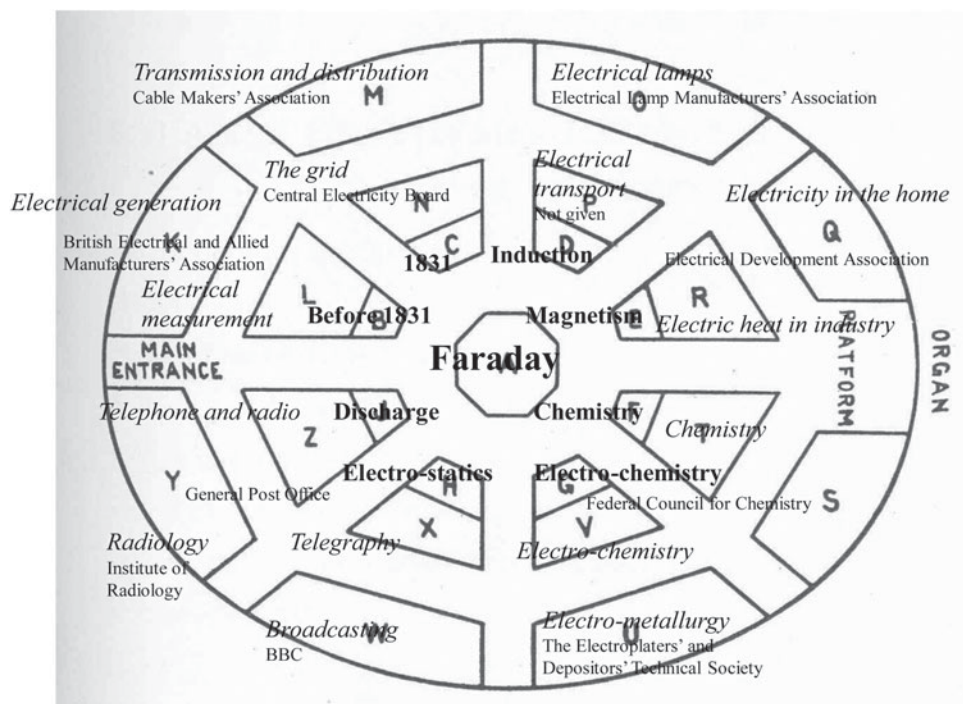 Transmission and distribution
Cable Makers' Association
M
Electrical lamps
Electrical Lamp Manufacturers' Association
O
The grid
Central Electricity Board
N
Electrical
transport
Not given
P
Electrical generation
K
British Electrical and Allied
Manufacturers' Association
Electricity in the home
Q
Electrical Development Association
C
1831
D
Induction
Electrical
measurement
L
Before 1831
B
Magnetism
E
R
Electric heat in industry
MAIN
ENTRANCE
Faraday
PLATFORM
ORGAN
Telephone and radio
Z
Discharge
J
Chemistry
F
Chemistry
T
Y
General Post Office
Electro-statics
H
Electro-chemistry
G
Federal Council for Chemistry
S
Radiology
Institute of
Radiology
Telegraphy
X
V
Electro-chemistry
Broadcasting
W
BBC
Electro-metallurgy
U
The Electroplaters' and
Depositors' Technical Society